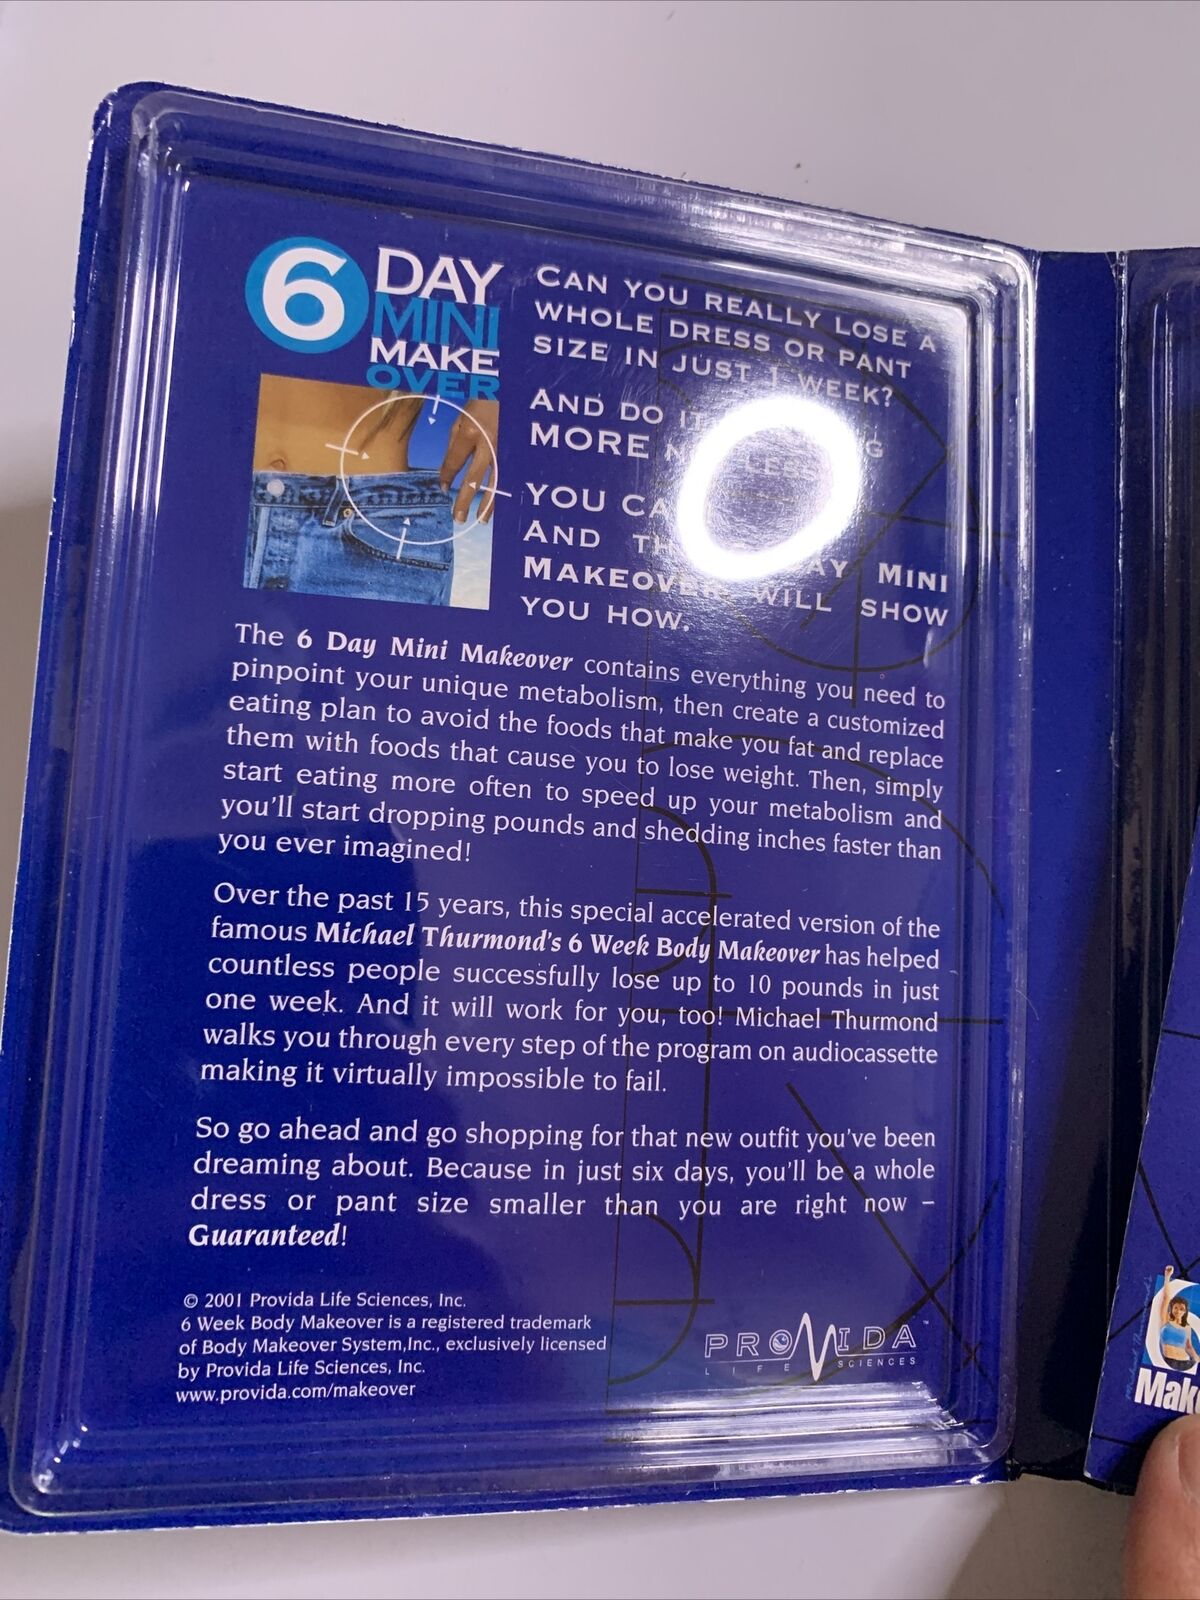 6 DAY
MINI
MAKE
OVER
CAN YOU REALLY LOSE A
WHOLE DRESS OR PANT
SIZE IN JUST 1 WEEK?
AND DO IT
MORE LESS
YOU
AND MINI
MAKEOVER WILL SHOW
YOU HOW.
The 6 Day Mini Makeover contains everything you need to
pinpoint your unique metabolism, then create a customized
eating plan to avoid the foods that make you fat and replace
them with foods that cause you to lose weight. Then, simply
start eating more often to speed up your metabolism and
you'll start dropping pounds and shedding inches faster than
you ever imagined!
Over the past 15 years, this special accelerated version of the
famous Michael Thurmond's 6 Week Body Makeover has helped
countless people successfully lose up to 10 pounds in just
one week. And it will work for you, too! Michael Thurmond
walks you through every step of the program on audiocassette
making it virtually impossible to fail.
So go ahead and go shopping for that new outfit you've been
dreaming about. Because in just six days, you'll be a whole
dress or pant size smaller than you are right now –
Guaranteed!
© 2001 Provida Life Sciences, Inc.
6 Week Body Makeover is a registered trademark
of Body Makeover System,Inc., exclusively licensed
by Provida Life Sciences, Inc.
www.provida.com/makeover
PROVIDA™
LIFE SCIENCES